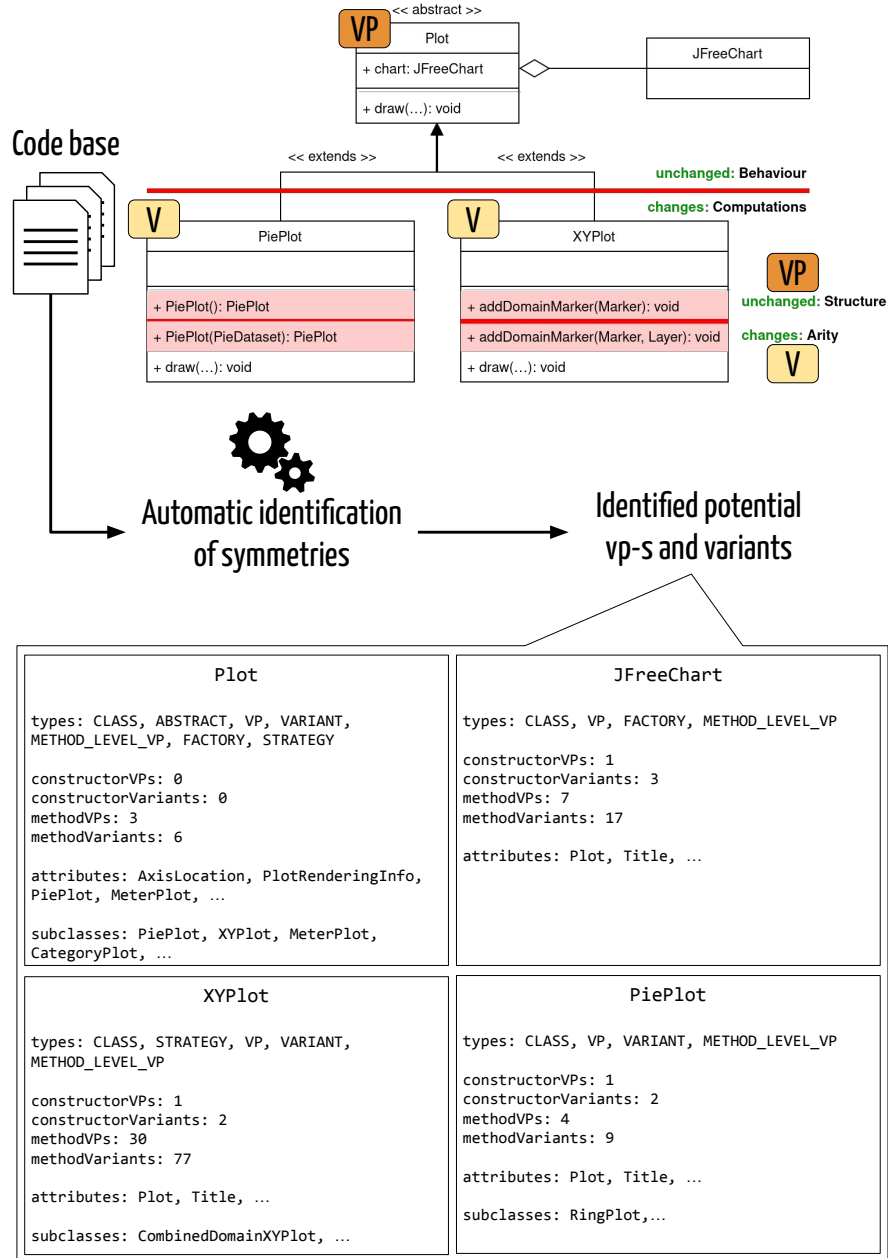 << abstract >>
VP
Plot
+ chart: JFreeChart
+ draw(…): void
JFreeChart
Code base
<< extends >>
<< extends >>
unchanged: Behaviour
changes: Computations
V
PiePlot
+ PiePlot(): PiePlot
+ PiePlot(PieDataset): PiePlot
+ draw(…): void
V
XYPlot
+ addDomainMarker(Marker): void
+ addDomainMarker(Marker, Layer): void
+ draw(…): void
VP
unchanged: Structure
changes: Arity
V
Automatic identification
of symmetries
Identified potential
vp-s and variants
Plot
types: CLASS, ABSTRACT, VP, VARIANT,
METHOD_LEVEL_VP, FACTORY, STRATEGY
constructorVPs: 0
constructorVariants: 0
methodVPs: 3
methodVariants: 6
attributes: AxisLocation, PlotRenderingInfo,
PiePlot, MeterPlot, …
subclasses: PiePlot, XYPlot, MeterPlot,
CategoryPlot, …
JFreeChart
types: CLASS, VP, FACTORY, METHOD_LEVEL_VP
constructorVPs: 1
constructorVariants: 3
methodVPs: 7
methodVariants: 17
attributes: Plot, Title, …
XYPlot
types: CLASS, STRATEGY, VP, VARIANT,
METHOD_LEVEL_VP
constructorVPs: 1
constructorVariants: 2
methodVPs: 30
methodVariants: 77
attributes: Plot, Title, …
subclasses: CombinedDomainXYPlot, …
PiePlot
types: CLASS, VP, VARIANT, METHOD_LEVEL_VP
constructorVPs: 1
constructorVariants: 2
methodVPs: 4
methodVariants: 9
attributes: Plot, Title, …
subclasses: RingPlot,…